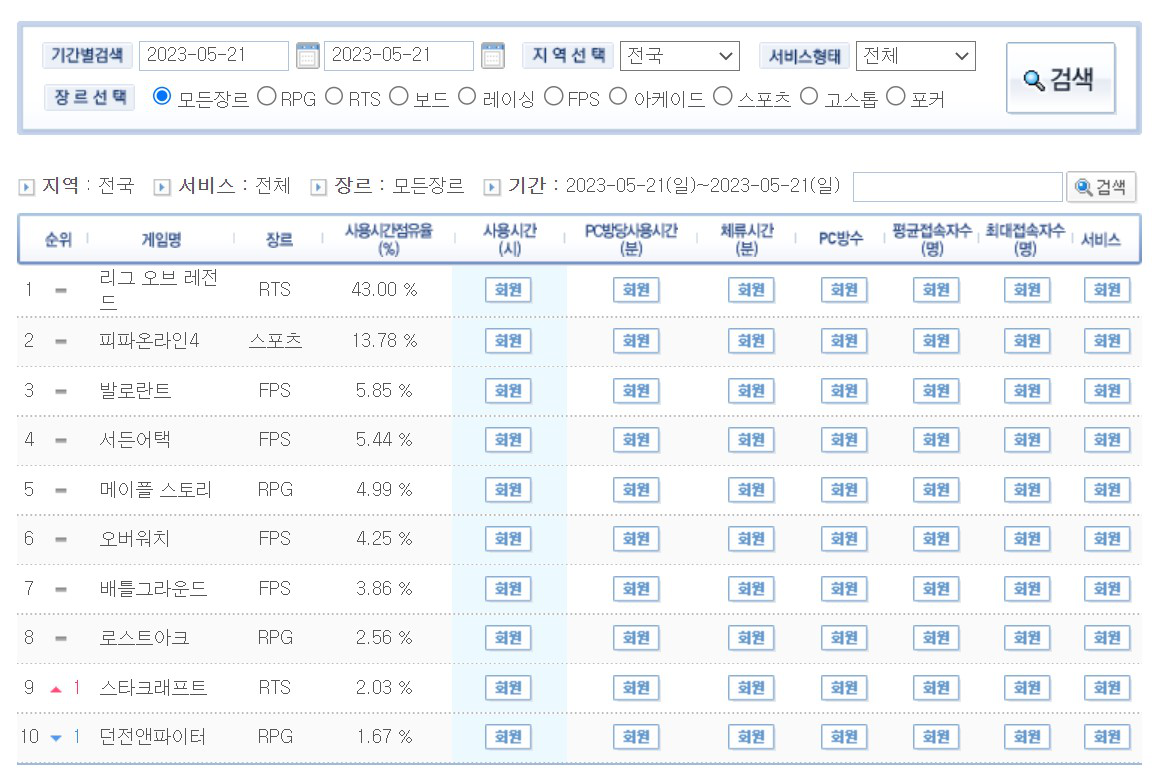 기간별검색 2023-05-21 2023-05-21 지역선택 전국 서비스형태 전체 검색
장르선택 모든장르 RPG RTS 보드 레이싱 FPS 아케이드 스포츠 고스톱 포커
지역 : 전국 서비스 : 전체 장르 : 모든장르 기간 : 2023-05-21(일)~2023-05-21(일) 검색
순위 게임명 장르 사용시간점유율 사용시간 PC방당사용시간 체류시간 PC방수 평균접속자수 최대접속자수 서비스
(%) (시) (분) (분) (명) (명)
1 리그 오브 레전 RTS 43.00 % 회원 회원 회원 회원 회원 회원 회원
드
2 피파온라인4 스포츠 13.78 % 회원 회원 회원 회원 회원 회원 회원
3 발로란트 FPS 5.85 % 회원 회원 회원 회원 회원 회원 회원
4 서든어택 FPS 5.44 % 회원 회원 회원 회원 회원 회원 회원
5 메이플 스토리 RPG 4.99 % 회원 회원 회원 회원 회원 회원 회원
6 오버워치 FPS 4.25 % 회원 회원 회원 회원 회원 회원 회원
7 배틀그라운드 FPS 3.86 % 회원 회원 회원 회원 회원 회원 회원
8 로스트아크 RPG 2.56 % 회원 회원 회원 회원 회원 회원 회원
9 1 스타크래프트 RTS 2.03 % 회원 회원 회원 회원 회원 회원 회원
10 1 던전앤파이터 RPG 1.67 % 회원 회원 회원 회원 회원 회원 회원